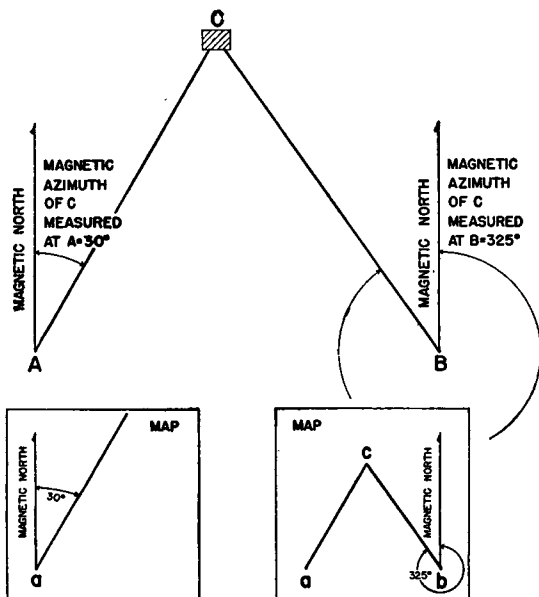 C
MAGNETIC NORTH
MAGNETIC
AZIMUTH
OF C
MEASURED
AT A=30°
A
MAGNETIC NORTH
MAGNETIC
AZIMUTH
OF C
MEASURED
AT B=325°
B
MAP
MAGNETIC NORTH
30°
a
MAP
c
MAGNETIC NORTH
a
325°
b